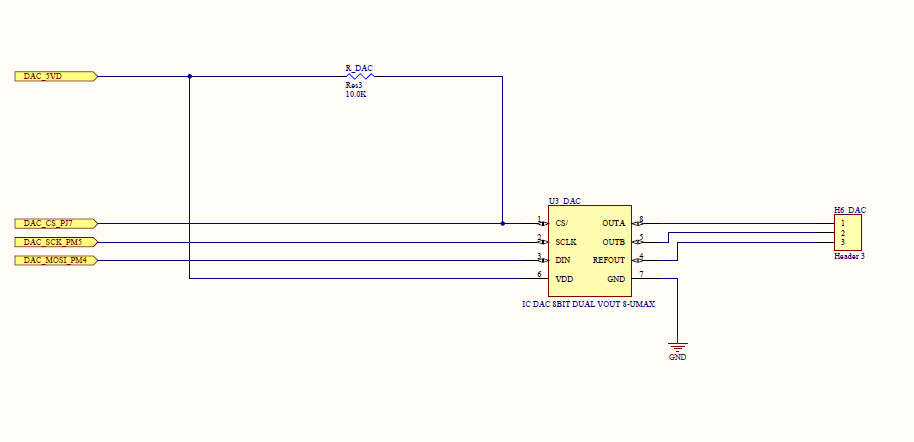 R_DAC
DAC_5VD
Res3
10.0K
U3_DAC
H6_DAC
DAC_CS_PJ7
1
CS/
OUTA
8
1
2
DAC_SCK_PM5
2
SCLK
OUTB
5
3
Header 3
DAC_MOSI_PM4
3
DIN
REFOUT
4
6
VDD
GND
7
IC DAC 8BIT DUAL VOUT 8-UMAX
GND